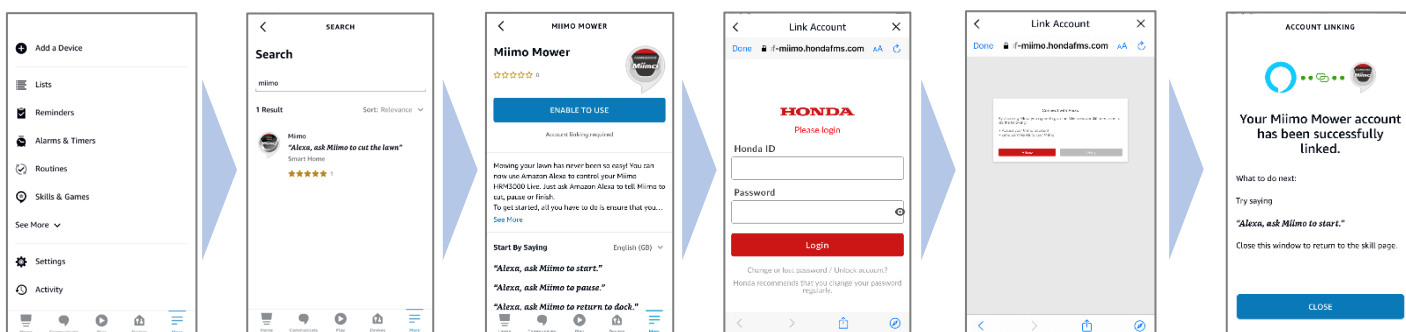 Add a Device
Lists
Reminders
Alarms & Timers
Routines
Skills & Games
See More
Settings
Activity
SEARCH
Search
miimo
1 Result
Sort: Relevance
Miimo
"Alexa, ask Miimo to cut the lawn"
Smart Home
1
Home
Communicate
Play
Devices
More
MIIMO MOWER
Miimo Mower
0
Miimo
ENABLE TO USE
Account linking required
Mowing your lawn has never been so easy! You can
now use Amazon Alexa to control your Miimo
HRM3000 Live. Just ask Amazon Alexa to tell Miimo to
cut, pause or finish.
To get started, all you have to do is ensure that you...
See More
Start By Saying
English (GB)
"Alexa, ask Miimo to start."
"Alexa, ask Miimo to pause."
"Alexa, ask Miimo to return to dock."
Link Account
Done
f-miimo.hondafms.com
AA
HONDA
Please login
Honda ID
Password
Login
Change or lost password / Unlock account?
Honda recommends that you change your password
regularly.
Link Account
Done
f-miimo.hondafms.com
AA
ACCOUNT LINKING
Your Miimo Mower account
has been successfully
linked.
What to do next:
Try saying
"Alexa, ask Miimo to start."
Close this window to return to the skill page.
CLOSE